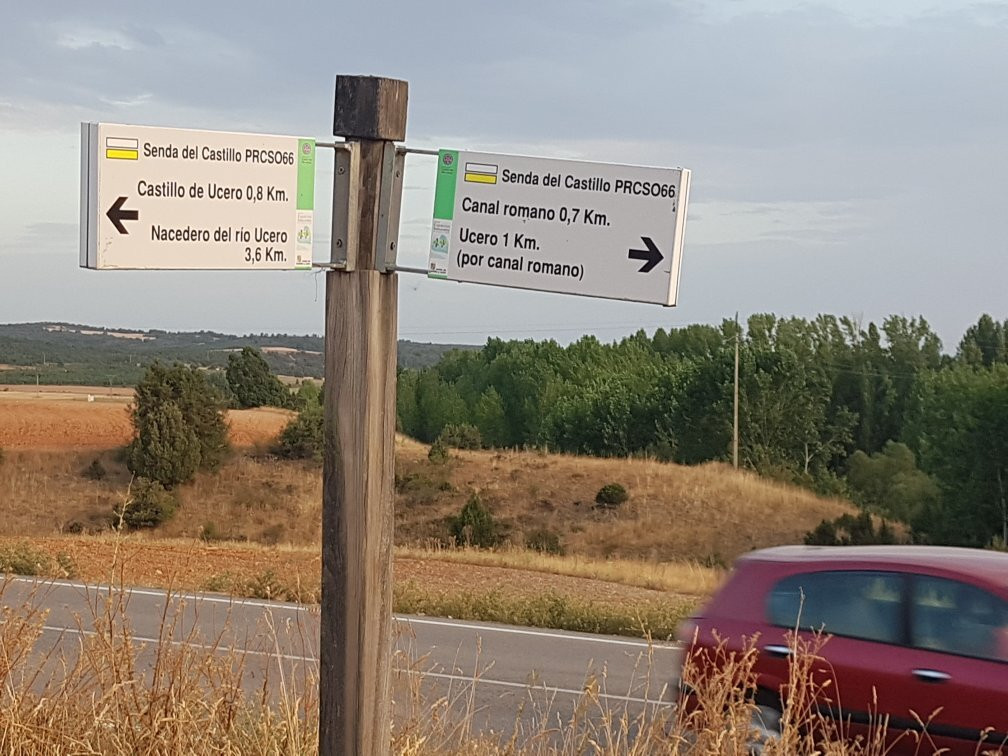 Senda del Castillo PRCSO66
Castillo de Ucero 0,8 Km.
Nacedero del río Ucero
3,6 Km.
Senda del Castillo PRCSO66
Canal romano 0,7 Km.
Ucero 1 Km.
(por canal romano)